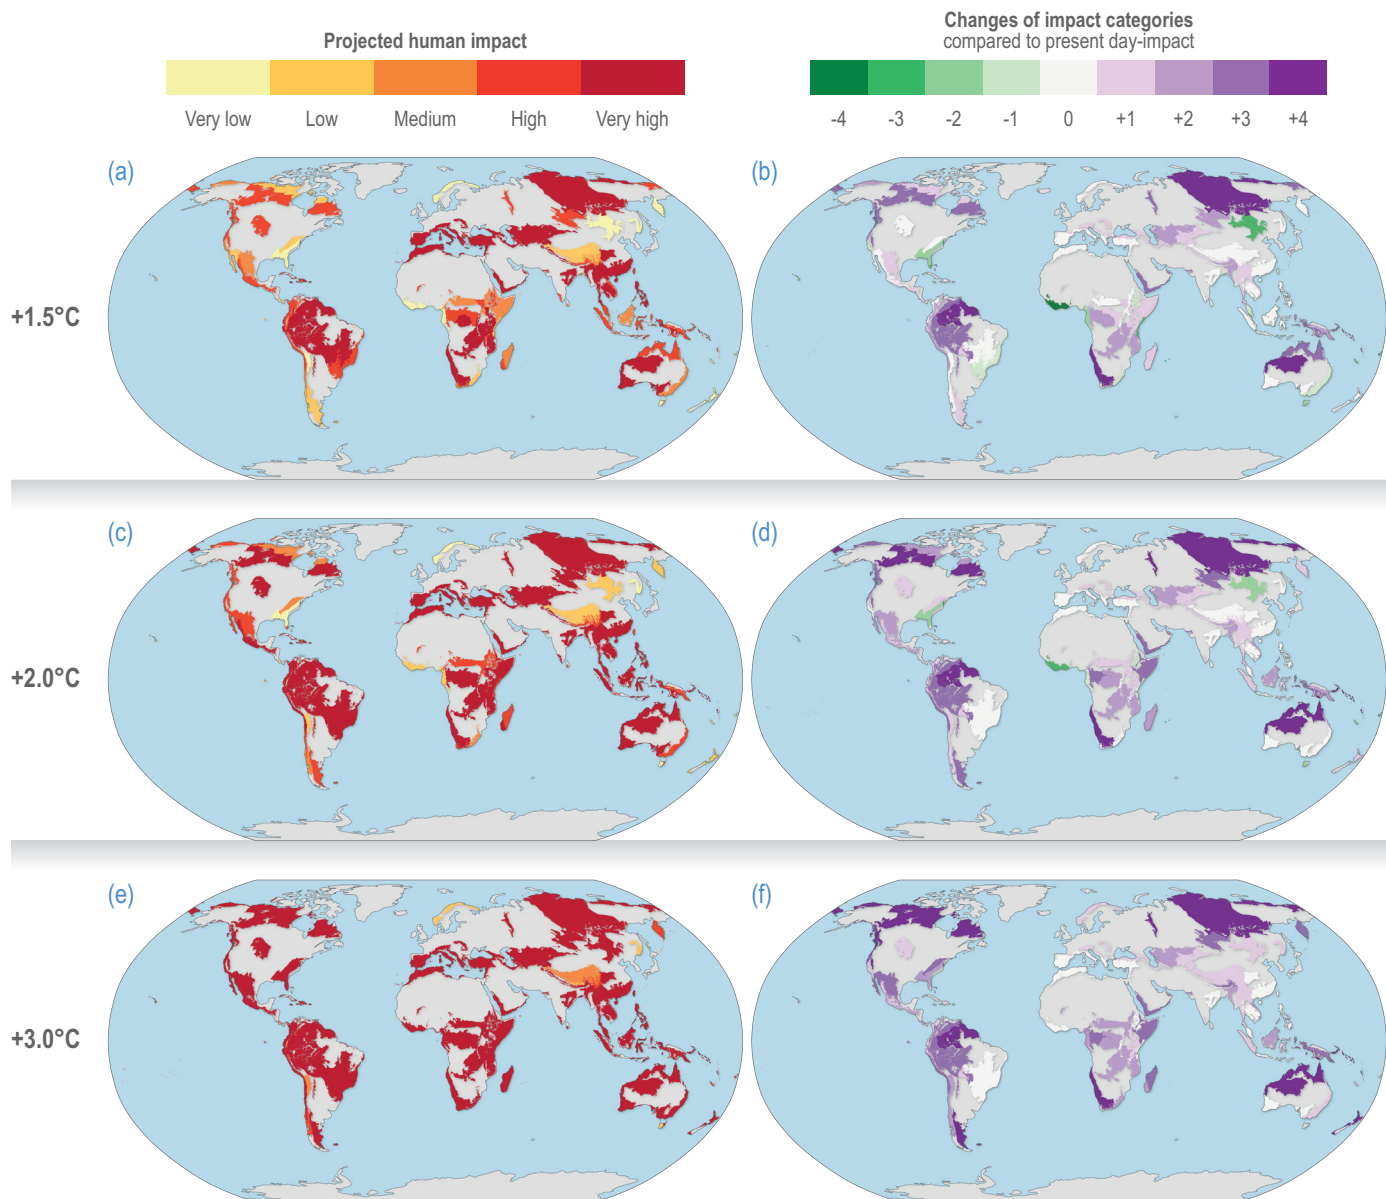 Projected human impact
Very low Low Medium High Very high
Changes of impact categories
compared to present day-impact
-4 -3 -2 -1 0 +1 +2 +3 +4
(a) (b)
+1.5°C
(c) (d)
+2.0°C
(e) (f)
+3.0°C